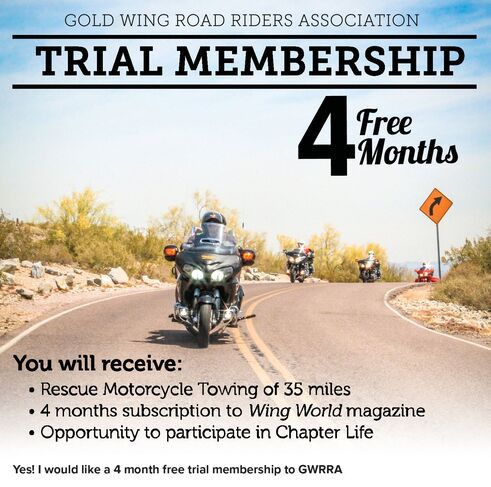 GOLD WING ROAD RIDERS ASSOCIATION
TRIAL MEMBERSHIP
4 Free Months
You will receive:
• Rescue Motorcycle Towing of 35 miles
• 4 months subscription to Wing World magazine
• Opportunity to participate in Chapter Life
Yes! I would like a 4 month free trial membership to GWRRA